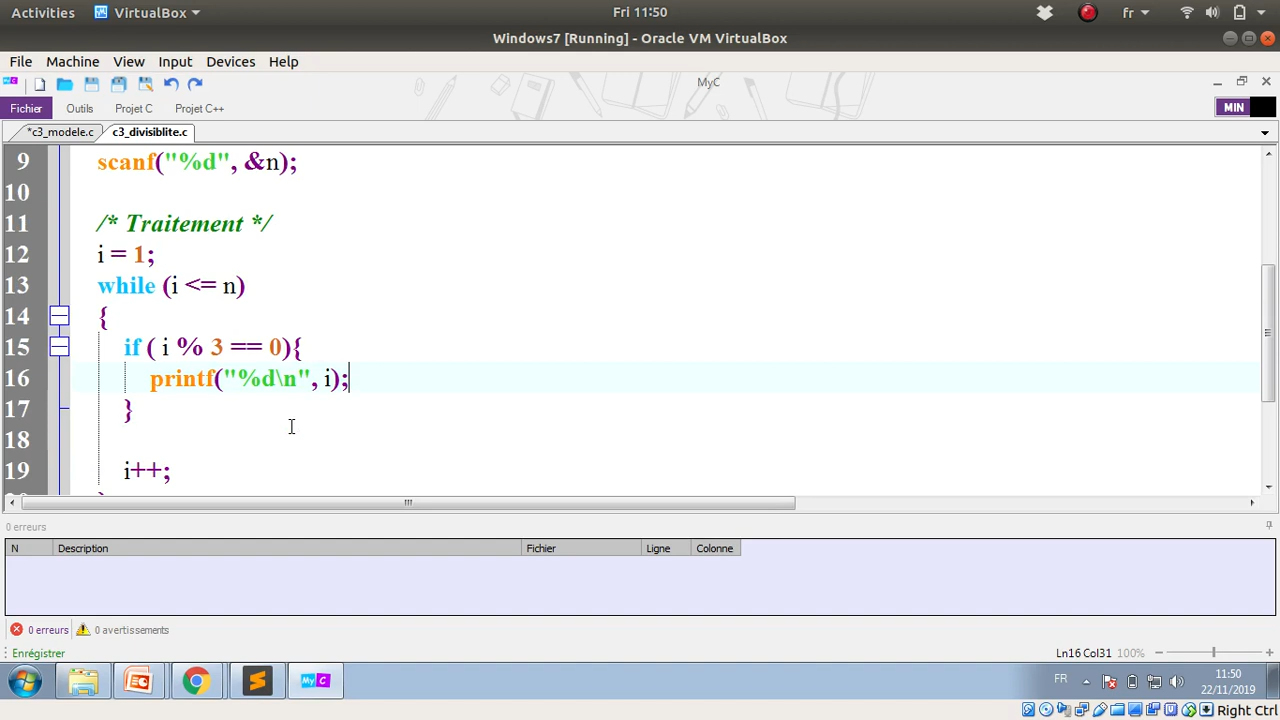 Activities VirtualBox Fri 11:50 fr
Windows7 [Running] - Oracle VM VirtualBox
File Machine View Input Devices Help
MyC MyC
Fichier Outils Projet C Projet C++ MIN
*c3_modele.c c3_divisiblite.c
9 scanf("%d", &n);
10
11 /* Traitement */
12 i = 1;
13 while (i <= n)
14 {
15 if ( i % 3 == 0){
16 printf("%d\n", i);
17 }
18
19 i++;
0 erreurs
N Description Fichier Ligne Colonne
0 erreurs 0 avertissements
Enrégistrer Ln16 Col31 100%
MyC FR 11:50
22/11/2019
Right Ctrl